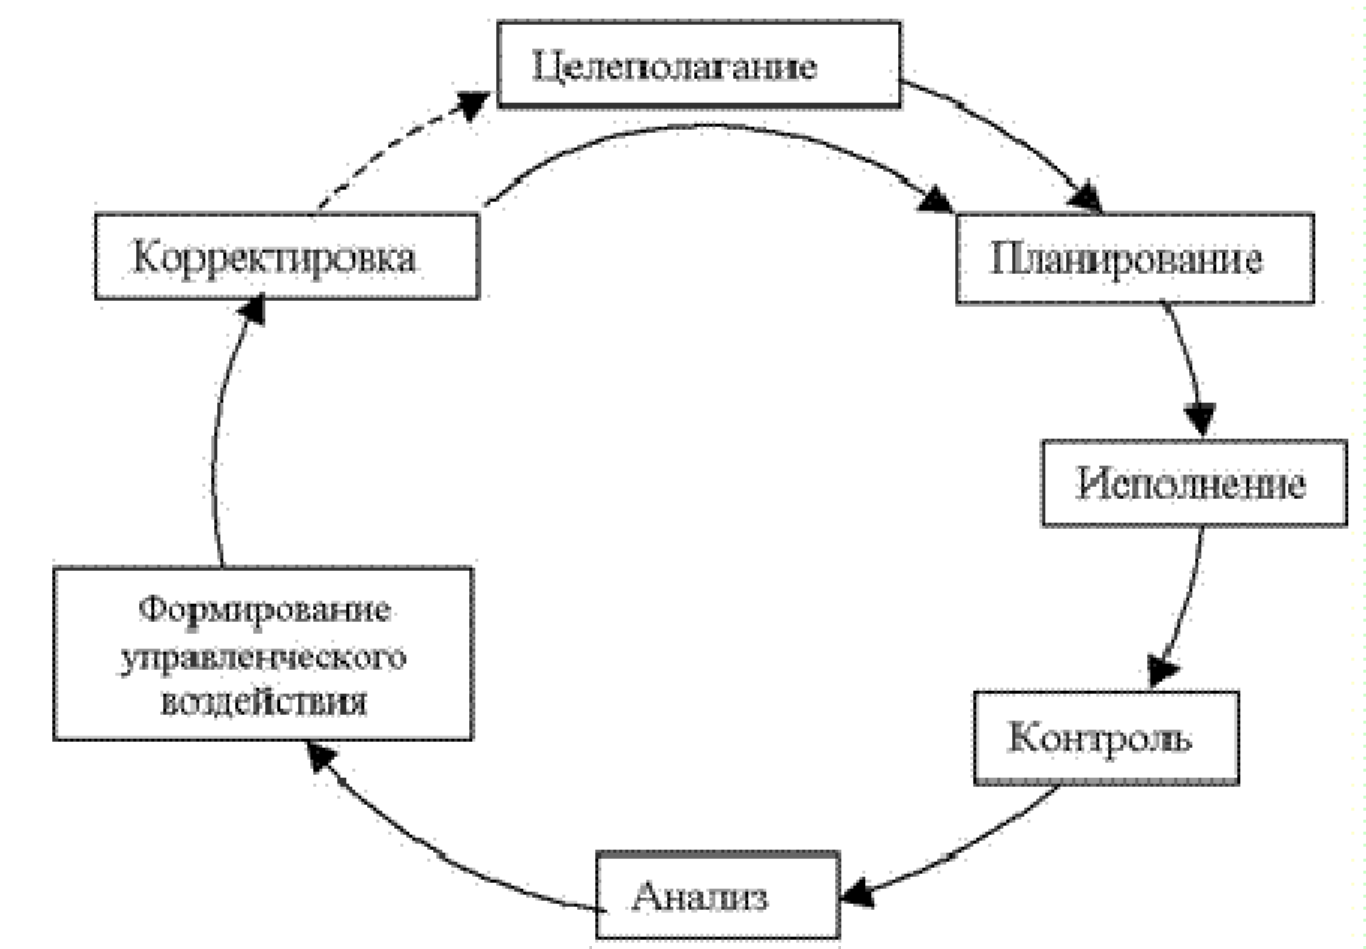 Целеполагание
Корректировка
Планирование
Исполнение
Формирование
управленческого
воздействия
Контроль
Анализ